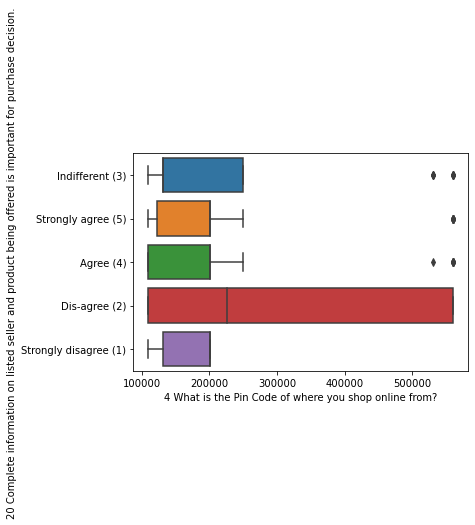 20 Complete information on listed seller and product being offered is important for purchase decision.
Indifferent (3)
Strongly agree (5)
Agree (4)
Dis-agree (2)
Strongly disagree (1)
100000 200000 300000 400000 500000
4 What is the Pin Code of where you shop online from?